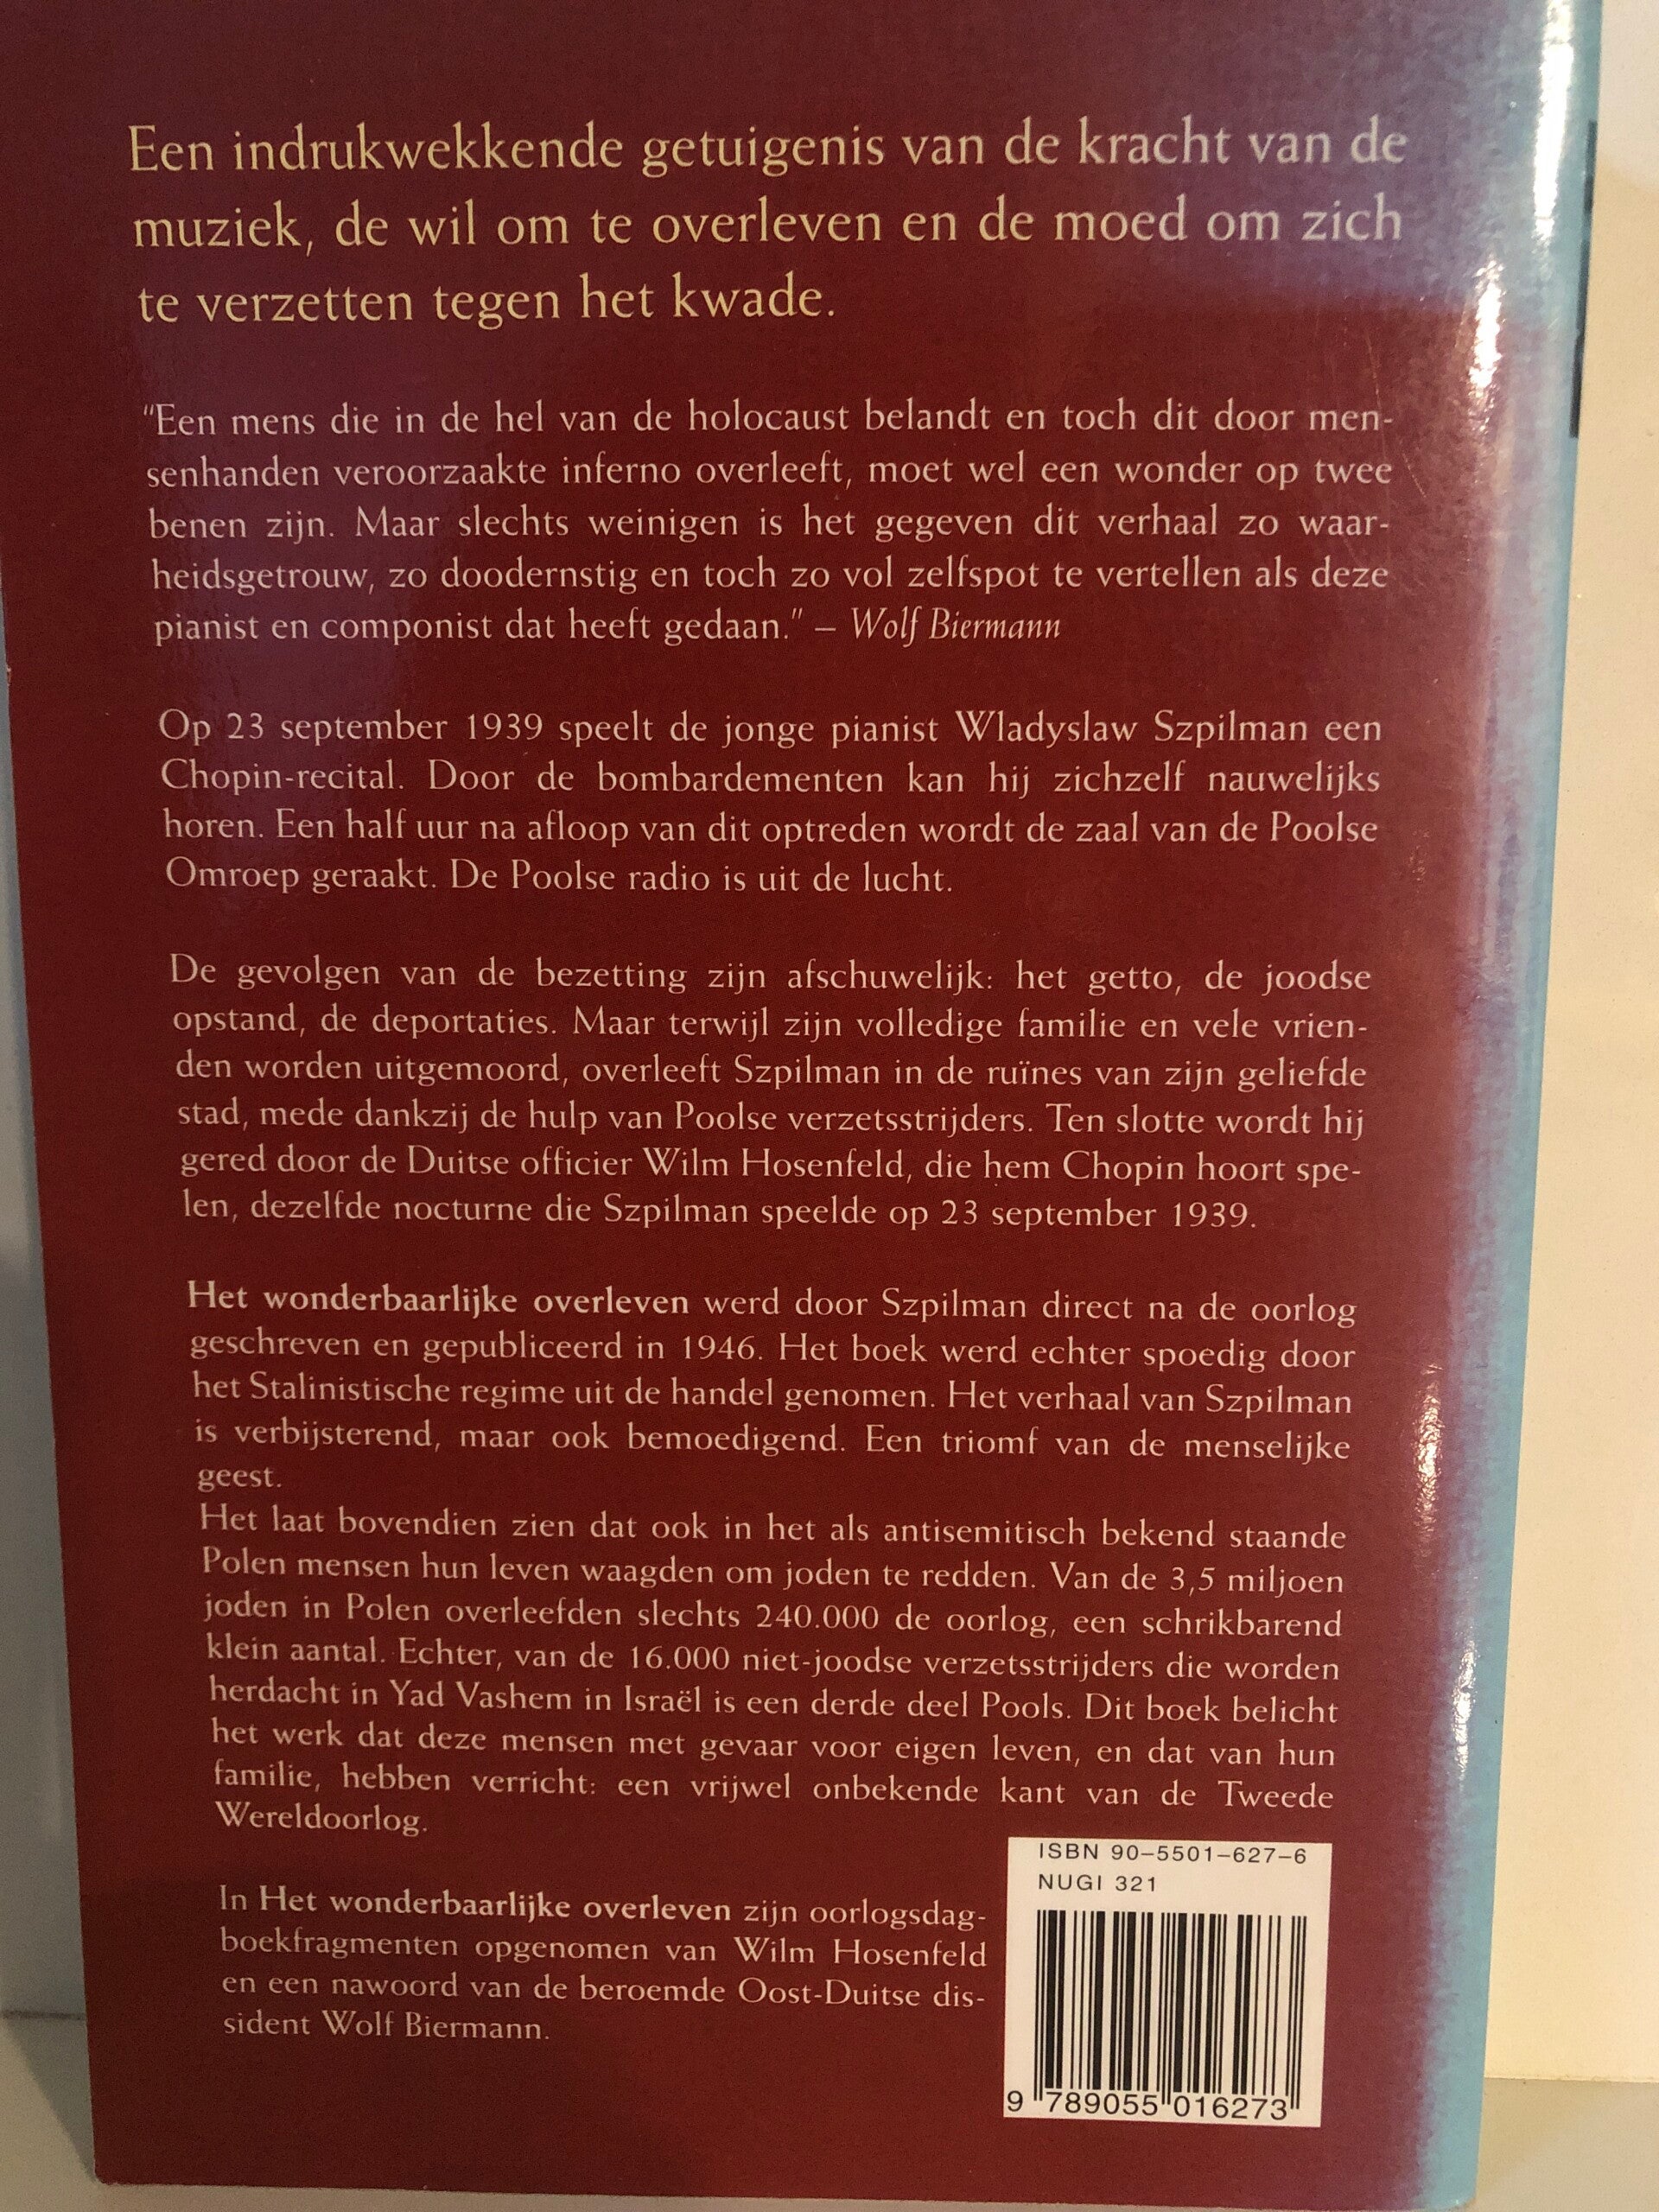 Een indrukwekkende getuigenis van de kracht van de
muziek, de wil om te overleven en de moed om zich
te verzetten tegen het kwade.
"Een mens die in de hel van de holocaust belandt en toch dit door men-
senhanden veroorzaakte inferno overleeft, moet wel een wonder op twee
benen zijn. Maar slechts weinigen is het gegeven dit verhaal zo waar-
heidsgetrouw, zo doodernstig en toch zo vol zelfspot te vertellen als deze
pianist en componist dat heeft gedaan." – Wolf Biermann
Op 23 september 1939 speelt de jonge pianist Wladyslaw Szpilman een
Chopin-recital. Door de bombardementen kan hij zichzelf nauwelijks
horen. Een half uur na afloop van dit optreden wordt de zaal van de Poolse
Omroep geraakt. De Poolse radio is uit de lucht.
De gevolgen van de bezetting zijn afschuwelijk: het getto, de joodse
opstand, de deportaties. Maar terwijl zijn volledige familie en vele vrien-
den worden uitgemoord, overleeft Szpilman in de ruïnes van zijn geliefde
stad, mede dankzij de hulp van Poolse verzetsstrijders. Ten slotte wordt hij
gered door de Duitse officier Wilm Hosenfeld, die hem Chopin hoort spe-
len, dezelfde nocturne die Szpilman speelde op 23 september 1939.
Het wonderbaarlijke overleven werd door Szpilman direct na de oorlog
geschreven en gepubliceerd in 1946. Het boek werd echter spoedig door
het Stalinistische regime uit de handel genomen. Het verhaal van Szpilman
is verbijsterend, maar ook bemoedigend. Een triomf van de menselijke
geest.
Het laat bovendien zien dat ook in het als antisemitisch bekend staande
Polen mensen hun leven waagden om joden te redden. Van de 3,5 miljoen
joden in Polen overleefden slechts 240.000 de oorlog, een schrikbarend
klein aantal. Echter, van de 16.000 niet-joodse verzetsstrijders die worden
herdacht in Yad Vashem in Israël is een derde deel Pools. Dit boek belicht
het werk dat deze mensen met gevaar voor eigen leven, en dat van hun
familie, hebben verricht: een vrijwel onbekende kant van de Tweede
Wereldoorlog.
In Het wonderbaarlijke overleven zijn oorlogsdag-
boekfragmenten opgenomen van Wilm Hosenfeld
en een nawoord van de beroemde Oost-Duitse dis-
sident Wolf Biermann.
ISBN 90-5501-627-6
NUGI 321
9 789055 016273